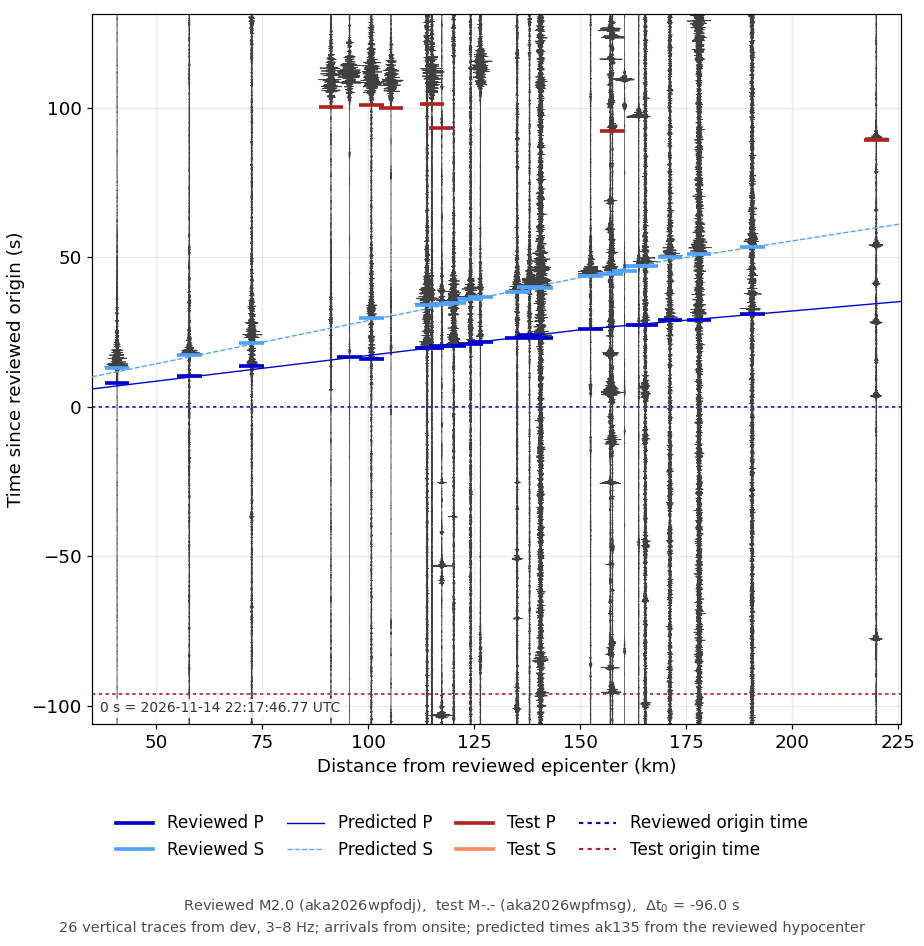 100
50
0
−50
−100
Time since reviewed origin (s)
0 s = 2026-11-14 22:17:46.77 UTC
50 75 100 125 150 175 200 225
Distance from reviewed epicenter (km)
Reviewed P Predicted P Test P Reviewed origin time
Reviewed S Predicted S Test S Test origin time
Reviewed M2.0 (aka2026wpfodj), test M-.- (aka2026wpfmsg), Δt₀ = -96.0 s
26 vertical traces from dev, 3–8 Hz; arrivals from onsite; predicted times ak135 from the reviewed hypocenter